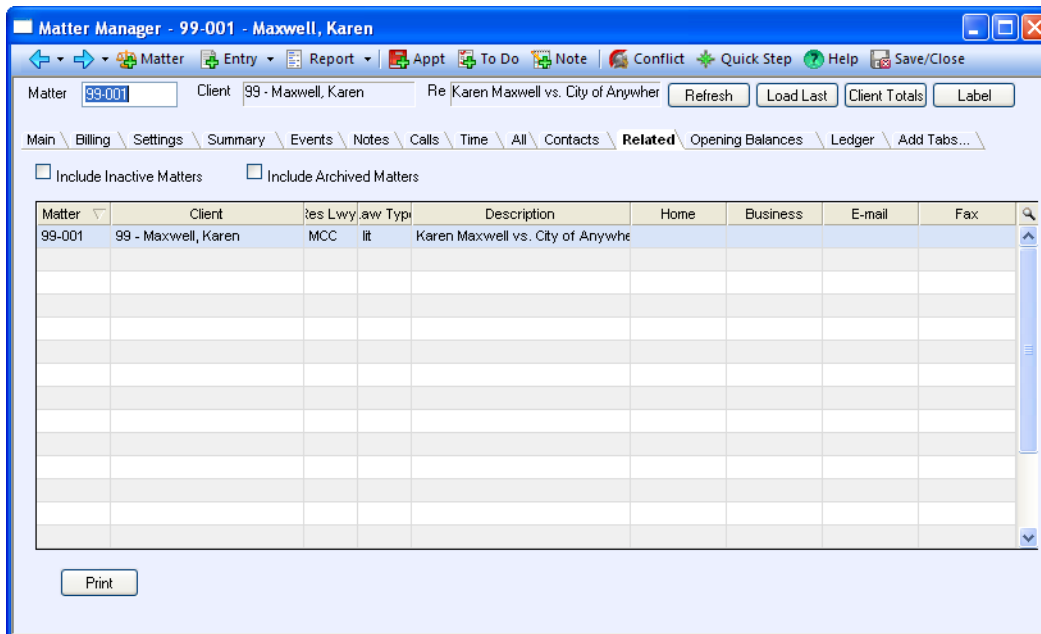 Matter Manager - 99-001 - Maxwell, Karen
Matter Entry Report Appt To Do Note Conflict Quick Step Help Save/Close
Matter 99-001 Client 99 - Maxwell, Karen Re Karen Maxwell vs. City of Anywher Refresh Load Last Client Totals Label
Main Billing Settings Summary Events Notes Calls Time All Contacts Related Opening Balances Ledger Add Tabs...
Include Inactive Matters Include Archived Matters
Matter Client Res Lwy Law Type Description Home Business E-mail Fax
99-001 99 - Maxwell, Karen MCC lit Karen Maxwell vs. City of Anywhe
Print